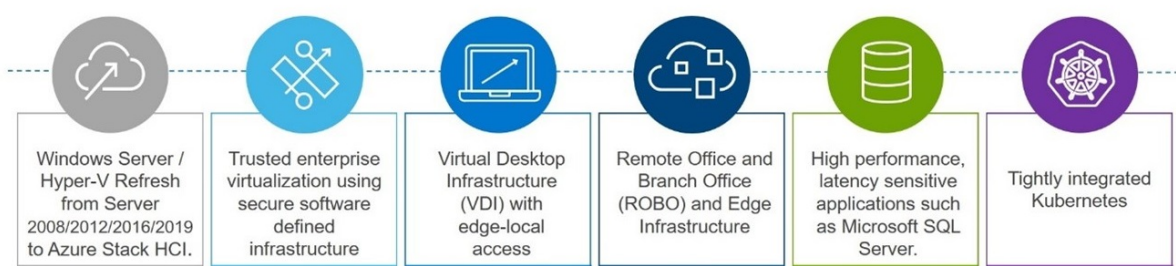 Windows Server /
Hyper-V Refresh
from Server
2008/2012/2016/2019
to Azure Stack HCI.
Trusted enterprise
virtualization using
secure software
defined
infrastructure
Virtual Desktop
Infrastructure
(VDI) with
edge-local
access
Remote Office and
Branch Office
(ROBO) and Edge
Infrastructure
High performance,
latency sensitive
applications such
as Microsoft SQL
Server.
Tightly integrated
Kubernetes